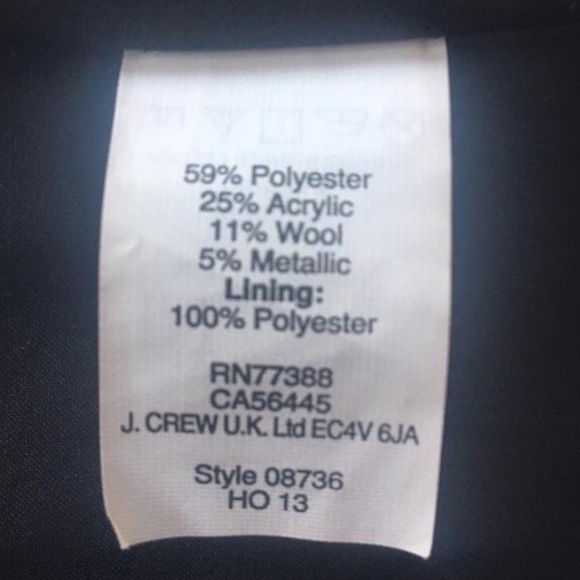 59% Polyester
25% Acrylic
11% Wool
5% Metallic
Lining:
100% Polyester
RN77388
CA56445
J. CREW U.K. Ltd EC4V 6JA
Style 08736
HO 13